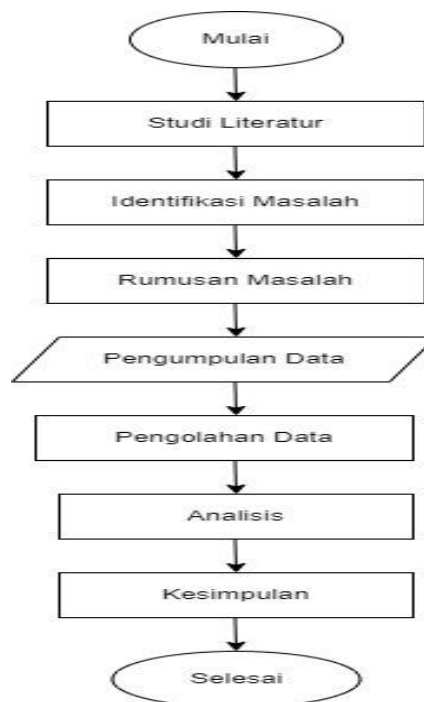 Mulai
Studi Literatur
Identifikasi Masalah
Rumusan Masalah
Pengumpulan Data
Pengolahan Data
Analisis
Kesimpulan
Selesai